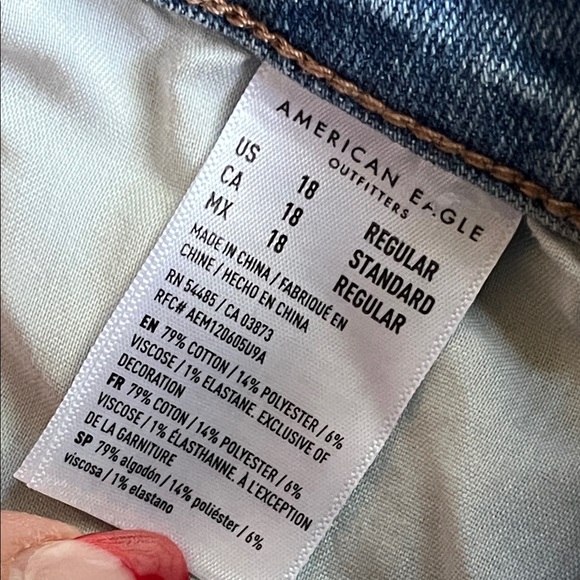 AMERICAN EAGLE
OUTFITTERS
US 18 REGULAR
CA 18 STANDARD
MX 18 REGULAR
MADE IN CHINA / FABRIQUÉ EN
CHINE / HECHO EN CHINA
RN 54485 / CA 03873
RFC# AEM120605U9A
EN 79% COTTON / 14% POLYESTER / 6%
VISCOSE / 1% ELASTANE. EXCLUSIVE OF
DECORATION
FR 79% COTON / 14% POLYESTER / 6%
VISCOSE / 1% ÉLASTHANNE. À L'EXCEPTION
DE LA GARNITURE
SP 79% algodón / 14% poliéster / 6%
viscosa / 1% elastano